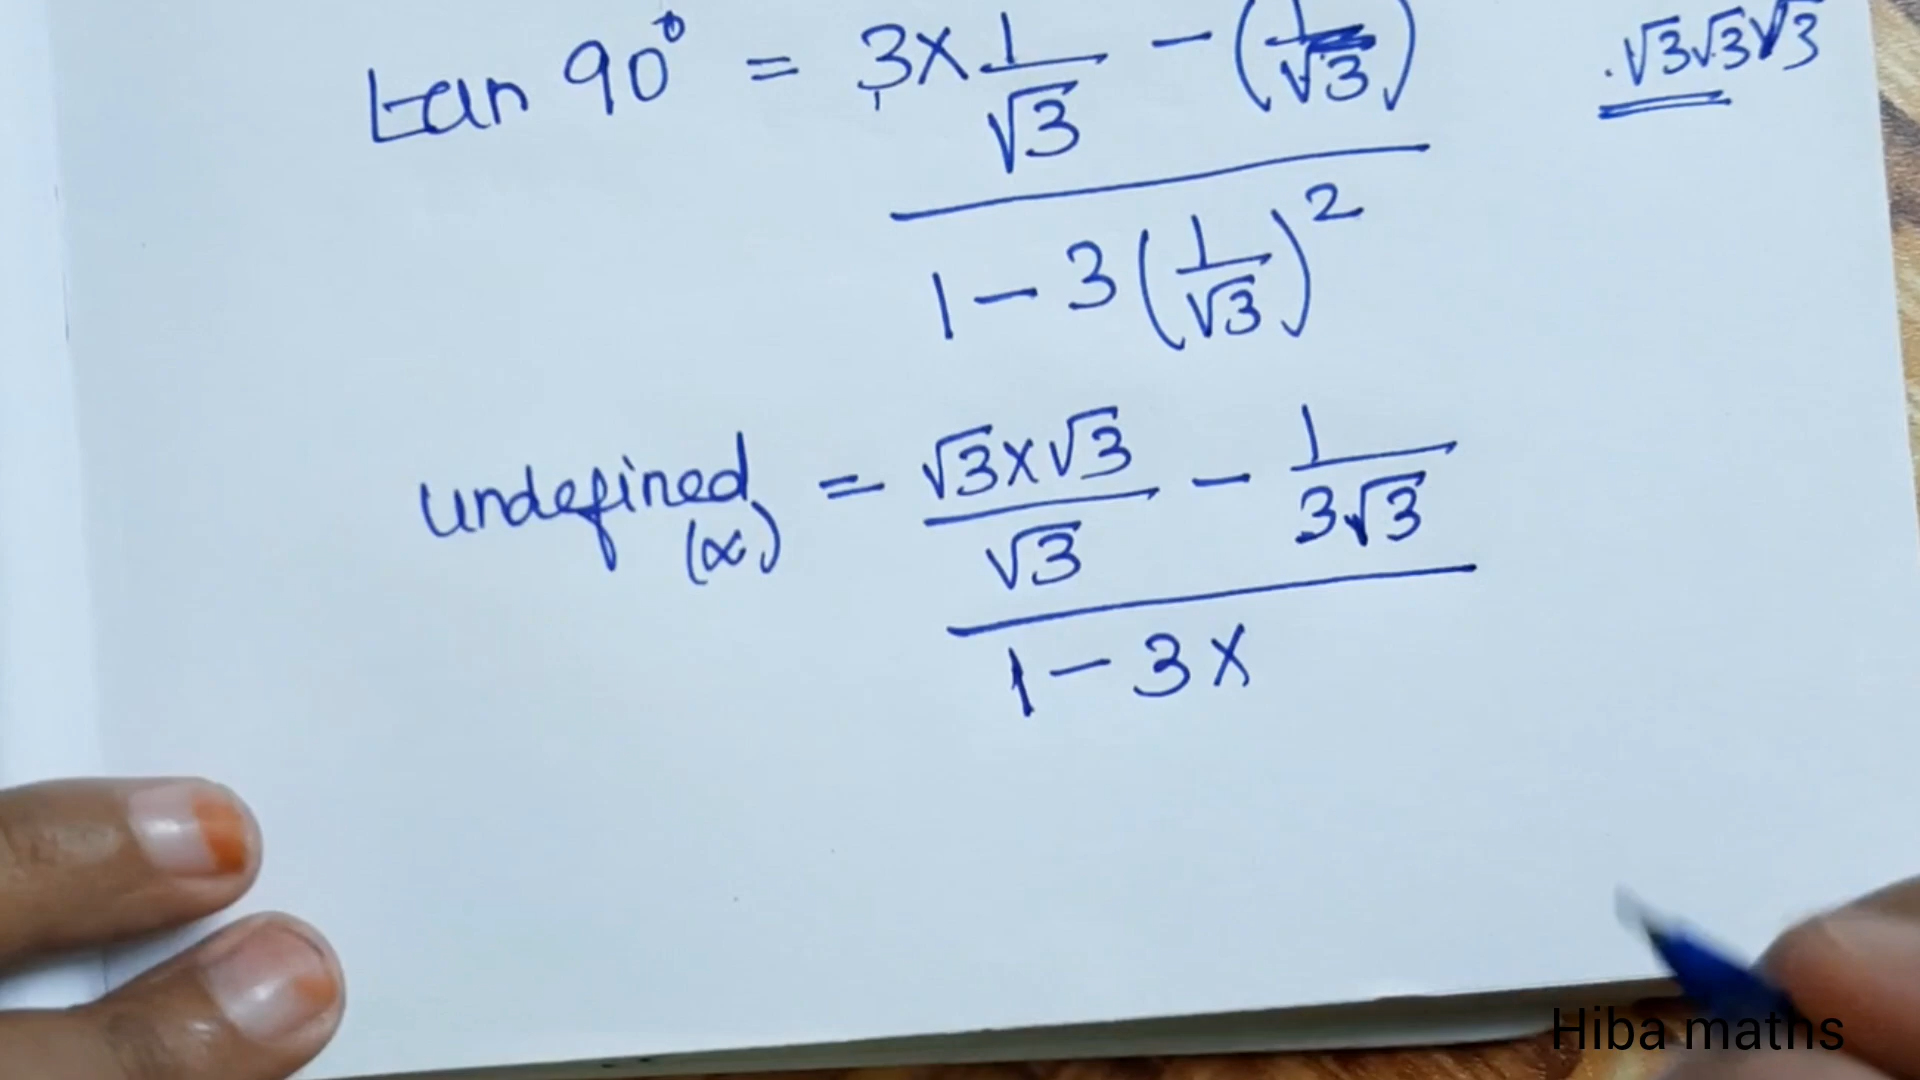 tan 90° = 3 × 1/√3 − (1/√3)
.√3√3√3
1 − 3 (1/√3)²
undefined (∝) = √3×√3/√3 − 1/3√3
1 − 3 ×
Hiba maths